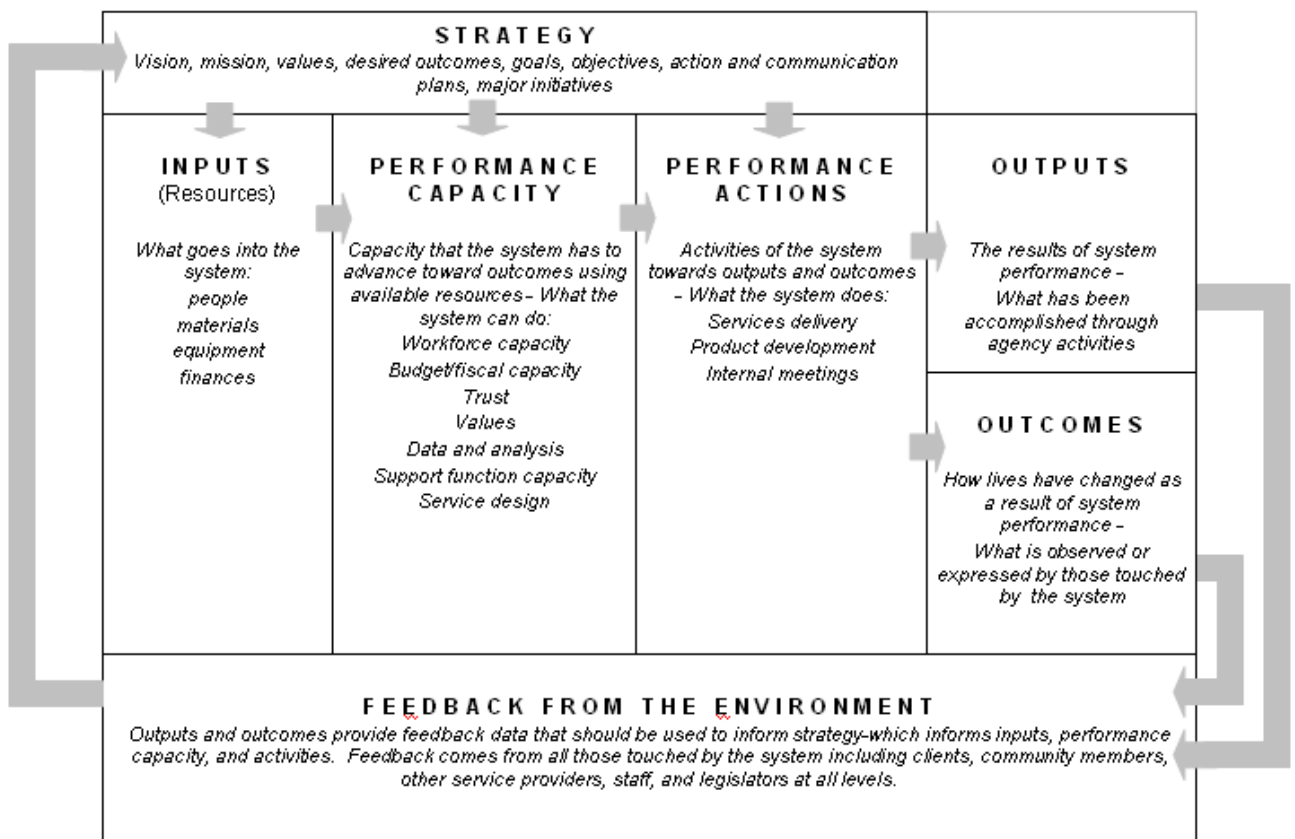 STRATEGY
Vision, mission, values, desired outcomes, goals, objectives, action and communication
plans, major initiatives
INPUTS
(Resources)
What goes into the
system:
people
materials
equipment
finances
PERFORMANCE
CAPACITY
Capacity that the system has to
advance toward outcomes using
available resources – What the
system can do:
Workforce capacity
Budget/fiscal capacity
Trust
Values
Data and analysis
Support function capacity
Service design
PERFORMANCE
ACTIONS
Activities of the system
towards outputs and outcomes
– What the system does:
Services delivery
Product development
Internal meetings
OUTPUTS
The results of system
performance –
What has been
accomplished through
agency activities
OUTCOMES
How lives have changed as
a result of system
performance –
What is observed or
expressed by those touched
by the system
FEEDBACK FROM THE ENVIRONMENT
Outputs and outcomes provide feedback data that should be used to inform strategy-which informs inputs, performance
capacity, and activities. Feedback comes from all those touched by the system including clients, community members,
other service providers, staff, and legislators at all levels.